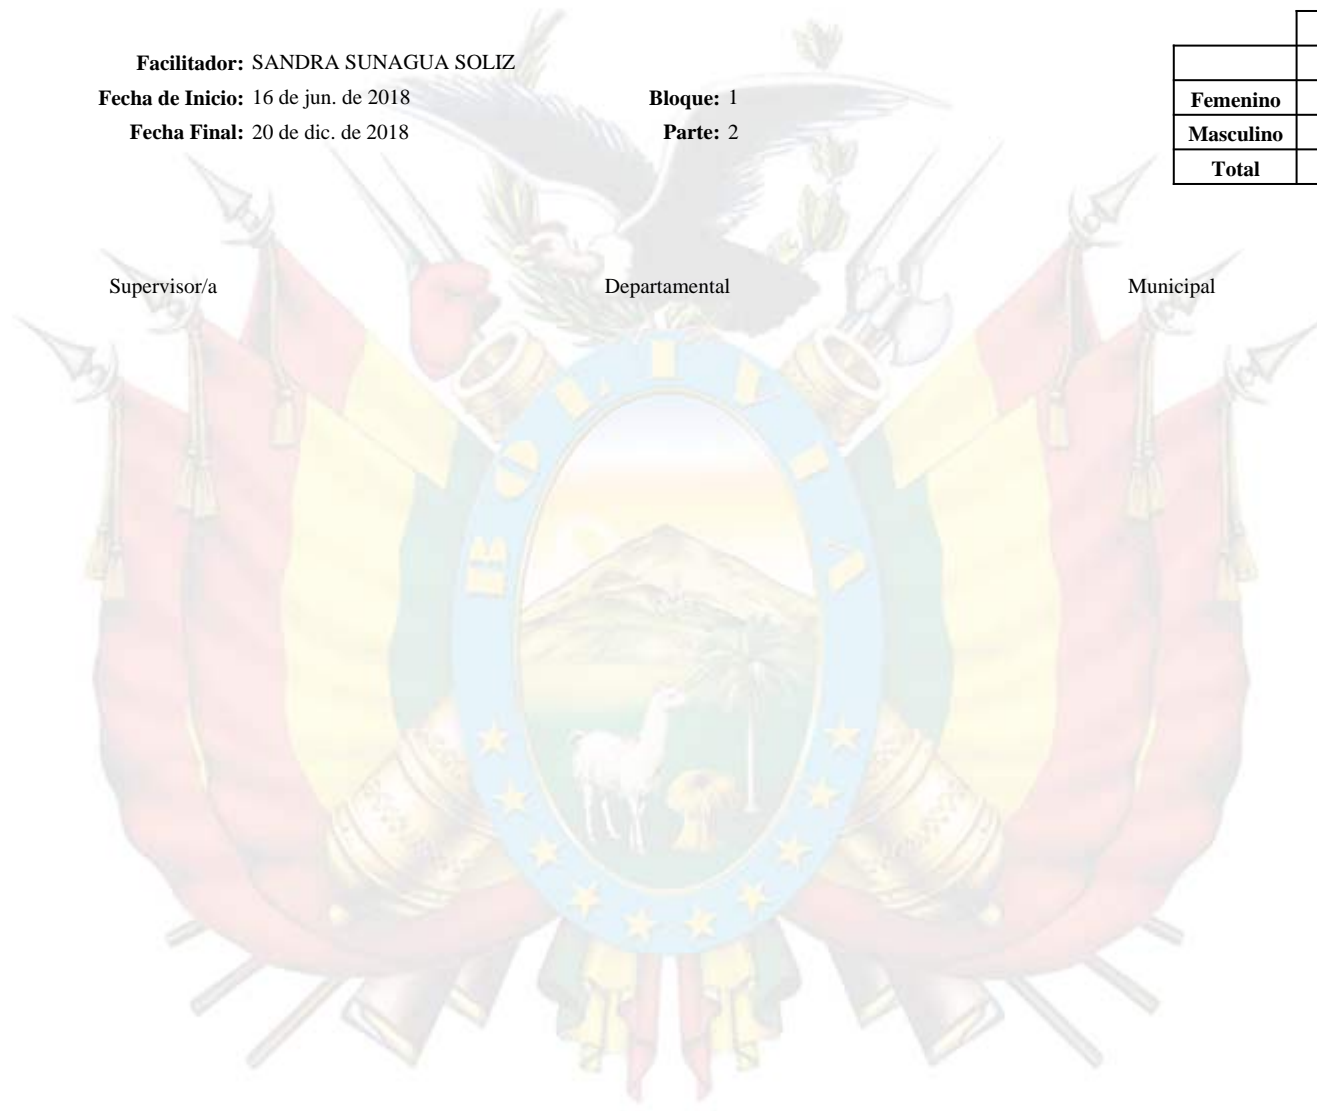 Facilitador: SANDRA SUNAGUA SOLIZ
Fecha de Inicio: 16 de jun. de 2018 Bloque: 1
Fecha Final: 20 de dic. de 2018 Parte: 2
Femenino
Masculino
Total
Supervisor/a Departamental Municipal
BOLIVIA